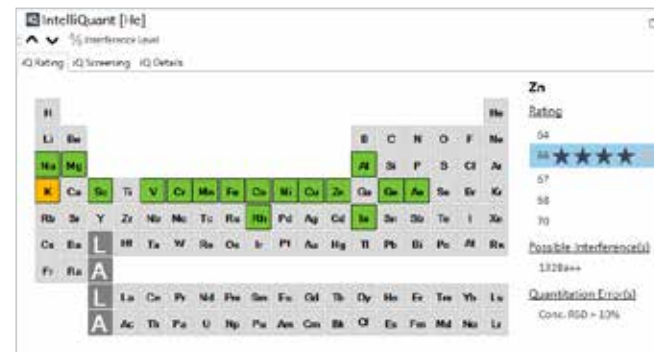 IntelliQuant [He]
% Interference Level
IQ Rating IQ Screening IQ Details
H He
Li Be B C N O F Ne
Na Mg Al Si P S Cl Ar
K Ca Sc Ti V Cr Mn Fe Co Ni Cu Zn Ga Ge As Se Br Kr
Rb Sr Y Zr Nb Mo Tc Ru Rh Pd Ag Cd In Sn Sb Te I Xe
Cs Ba L Hf Ta W Re Os Ir Pt Au Hg Tl Pb Bi Po At Rn
Fr Ra A
L La Ce Pr Nd Pm Sm Eu Gd Tb Dy Ho Er Tm Yb Lu
A Ac Th Pa U Np Pu Am Cm Bk Cf Es Fm Md No Lr
Zn
Rating
64
66
67
68
70
Possible Interference(s)
132Ba++
Quantitation Error(s)
Conc. RSD > 10%